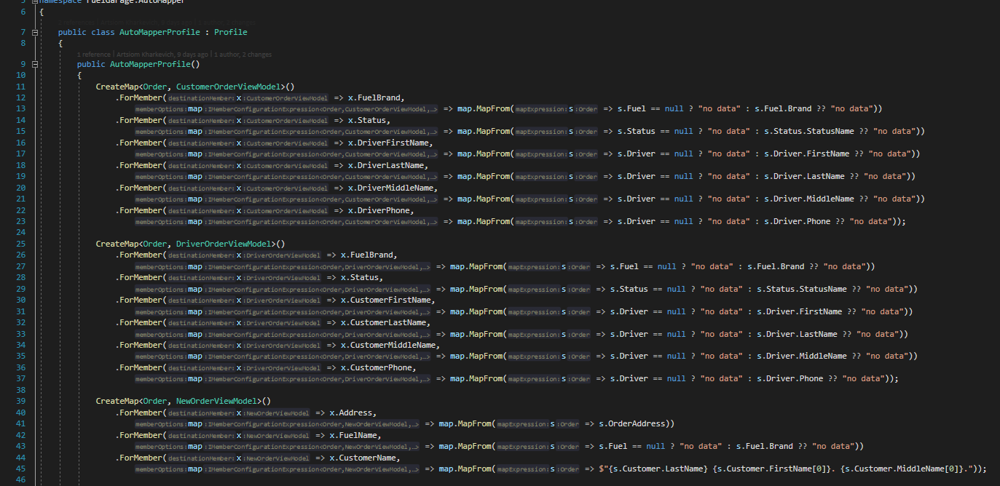 5 namespace FuelGarage.AutoMapper
6 {
7 public class AutoMapperProfile : Profile
8 {
1 reference | Artsiom Kharkevich, 9 days ago | 1 author, 2 changes
9 public AutoMapperProfile()
10 {
11 CreateMap<Order, CustomerOrderViewModel>()
12 .ForMember(destinationMember: x :CustomerOrderViewModel => x.FuelBrand,
13 memberOptions: map :IMemberConfigurationExpression<Order,CustomerOrderViewModel,…> => map.MapFrom(mapExpression: s :Order => s.Fuel == null ? "no data" : s.Fuel.Brand ?? "no data"))
14 .ForMember(destinationMember: x :CustomerOrderViewModel => x.Status,
15 memberOptions: map :IMemberConfigurationExpression<Order,CustomerOrderViewModel,…> => map.MapFrom(mapExpression: s :Order => s.Status == null ? "no data" : s.Status.StatusName ?? "no data"))
16 .ForMember(destinationMember: x :CustomerOrderViewModel => x.DriverFirstName,
17 memberOptions: map :IMemberConfigurationExpression<Order,CustomerOrderViewModel,…> => map.MapFrom(mapExpression: s :Order => s.Driver == null ? "no data" : s.Driver.FirstName ?? "no data"))
18 .ForMember(destinationMember: x :CustomerOrderViewModel => x.DriverLastName,
19 memberOptions: map :IMemberConfigurationExpression<Order,CustomerOrderViewModel,…> => map.MapFrom(mapExpression: s :Order => s.Driver == null ? "no data" : s.Driver.LastName ?? "no data"))
20 .ForMember(destinationMember: x :CustomerOrderViewModel => x.DriverMiddleName,
21 memberOptions: map :IMemberConfigurationExpression<Order,CustomerOrderViewModel,…> => map.MapFrom(mapExpression: s :Order => s.Driver == null ? "no data" : s.Driver.MiddleName ?? "no data"))
22 .ForMember(destinationMember: x :CustomerOrderViewModel => x.DriverPhone,
23 memberOptions: map :IMemberConfigurationExpression<Order,CustomerOrderViewModel,…> => map.MapFrom(mapExpression: s :Order => s.Driver == null ? "no data" : s.Driver.Phone ?? "no data"));
24
25 CreateMap<Order, DriverOrderViewModel>()
26 .ForMember(destinationMember: x :DriverOrderViewModel => x.FuelBrand,
27 memberOptions: map :IMemberConfigurationExpression<Order,DriverOrderViewModel,…> => map.MapFrom(mapExpression: s :Order => s.Fuel == null ? "no data" : s.Fuel.Brand ?? "no data"))
28 .ForMember(destinationMember: x :DriverOrderViewModel => x.Status,
29 memberOptions: map :IMemberConfigurationExpression<Order,DriverOrderViewModel,…> => map.MapFrom(mapExpression: s :Order => s.Status == null ? "no data" : s.Status.StatusName ?? "no data"))
30 .ForMember(destinationMember: x :DriverOrderViewModel => x.CustomerFirstName,
31 memberOptions: map :IMemberConfigurationExpression<Order,DriverOrderViewModel,…> => map.MapFrom(mapExpression: s :Order => s.Driver == null ? "no data" : s.Driver.FirstName ?? "no data"))
32 .ForMember(destinationMember: x :DriverOrderViewModel => x.CustomerLastName,
33 memberOptions: map :IMemberConfigurationExpression<Order,DriverOrderViewModel,…> => map.MapFrom(mapExpression: s :Order => s.Driver == null ? "no data" : s.Driver.LastName ?? "no data"))
34 .ForMember(destinationMember: x :DriverOrderViewModel => x.CustomerMiddleName,
35 memberOptions: map :IMemberConfigurationExpression<Order,DriverOrderViewModel,…> => map.MapFrom(mapExpression: s :Order => s.Driver == null ? "no data" : s.Driver.MiddleName ?? "no data"))
36 .ForMember(destinationMember: x :DriverOrderViewModel => x.CustomerPhone,
37 memberOptions: map :IMemberConfigurationExpression<Order,DriverOrderViewModel,…> => map.MapFrom(mapExpression: s :Order => s.Driver == null ? "no data" : s.Driver.Phone ?? "no data"));
38
39 CreateMap<Order, NewOrderViewModel>()
40 .ForMember(destinationMember: x :NewOrderViewModel => x.Address,
41 memberOptions: map :IMemberConfigurationExpression<Order,NewOrderViewModel,…> => map.MapFrom(mapExpression: s :Order => s.OrderAddress))
42 .ForMember(destinationMember: x :NewOrderViewModel => x.FuelName,
43 memberOptions: map :IMemberConfigurationExpression<Order,NewOrderViewModel,…> => map.MapFrom(mapExpression: s :Order => s.Fuel == null ? "no data" : s.Fuel.Brand ?? "no data"))
44 .ForMember(destinationMember: x :NewOrderViewModel => x.CustomerName,
45 memberOptions: map :IMemberConfigurationExpression<Order,NewOrderViewModel,…> => map.MapFrom(mapExpression: s :Order => $"{s.Customer.LastName} {s.Customer.FirstName[0]}. {s.Customer.MiddleName[0]}."));
46